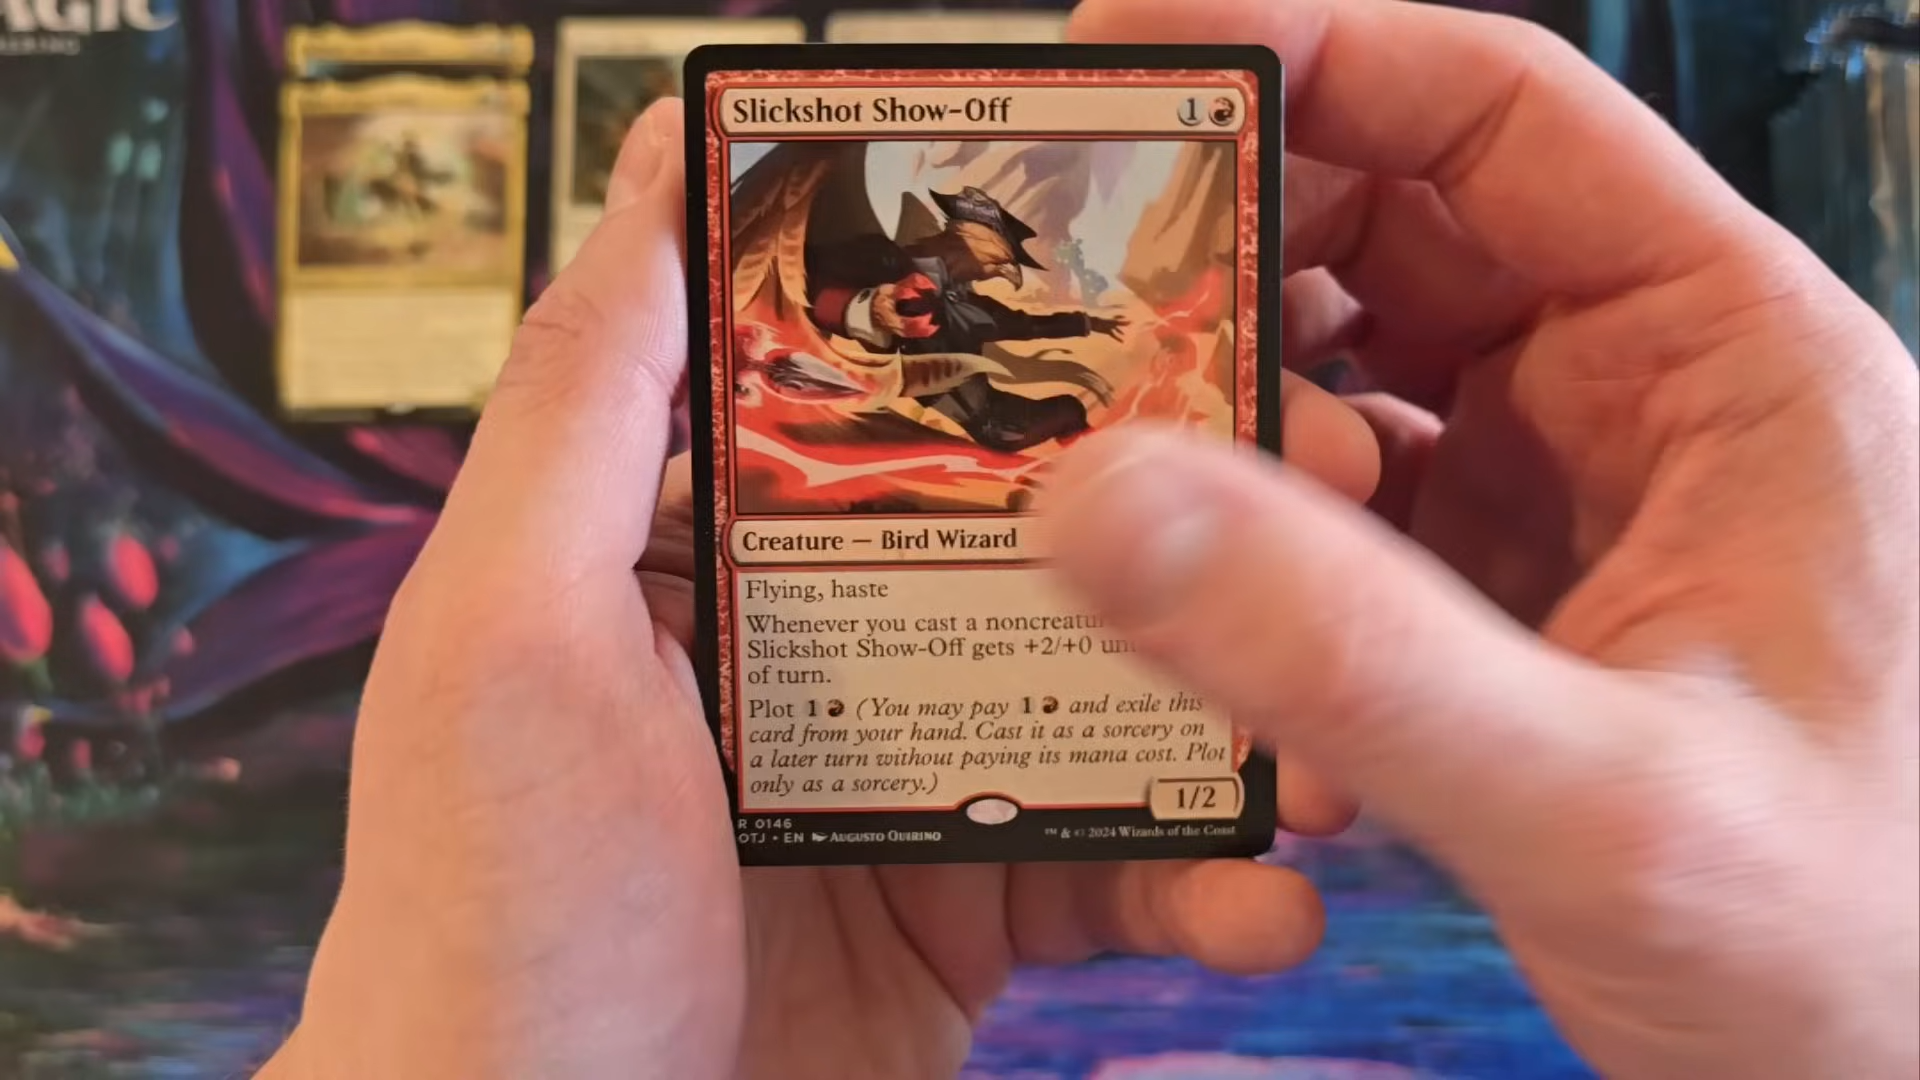 Slickshot Show-Off 1
Creature — Bird Wizard
Flying, haste
Whenever you cast a
Slickshot Show-Off gets +2/+0
of turn.
Plot 1 (You may pay 1 and exile this
card from your hand. Cast it as a sorcery on
a later turn without paying its mana cost. Plot
only as a sorcery.)
1/2
R 0146
OTJ • EN AUGUSTO QUIRINO
™ & © 2024 Wizards of the Coast